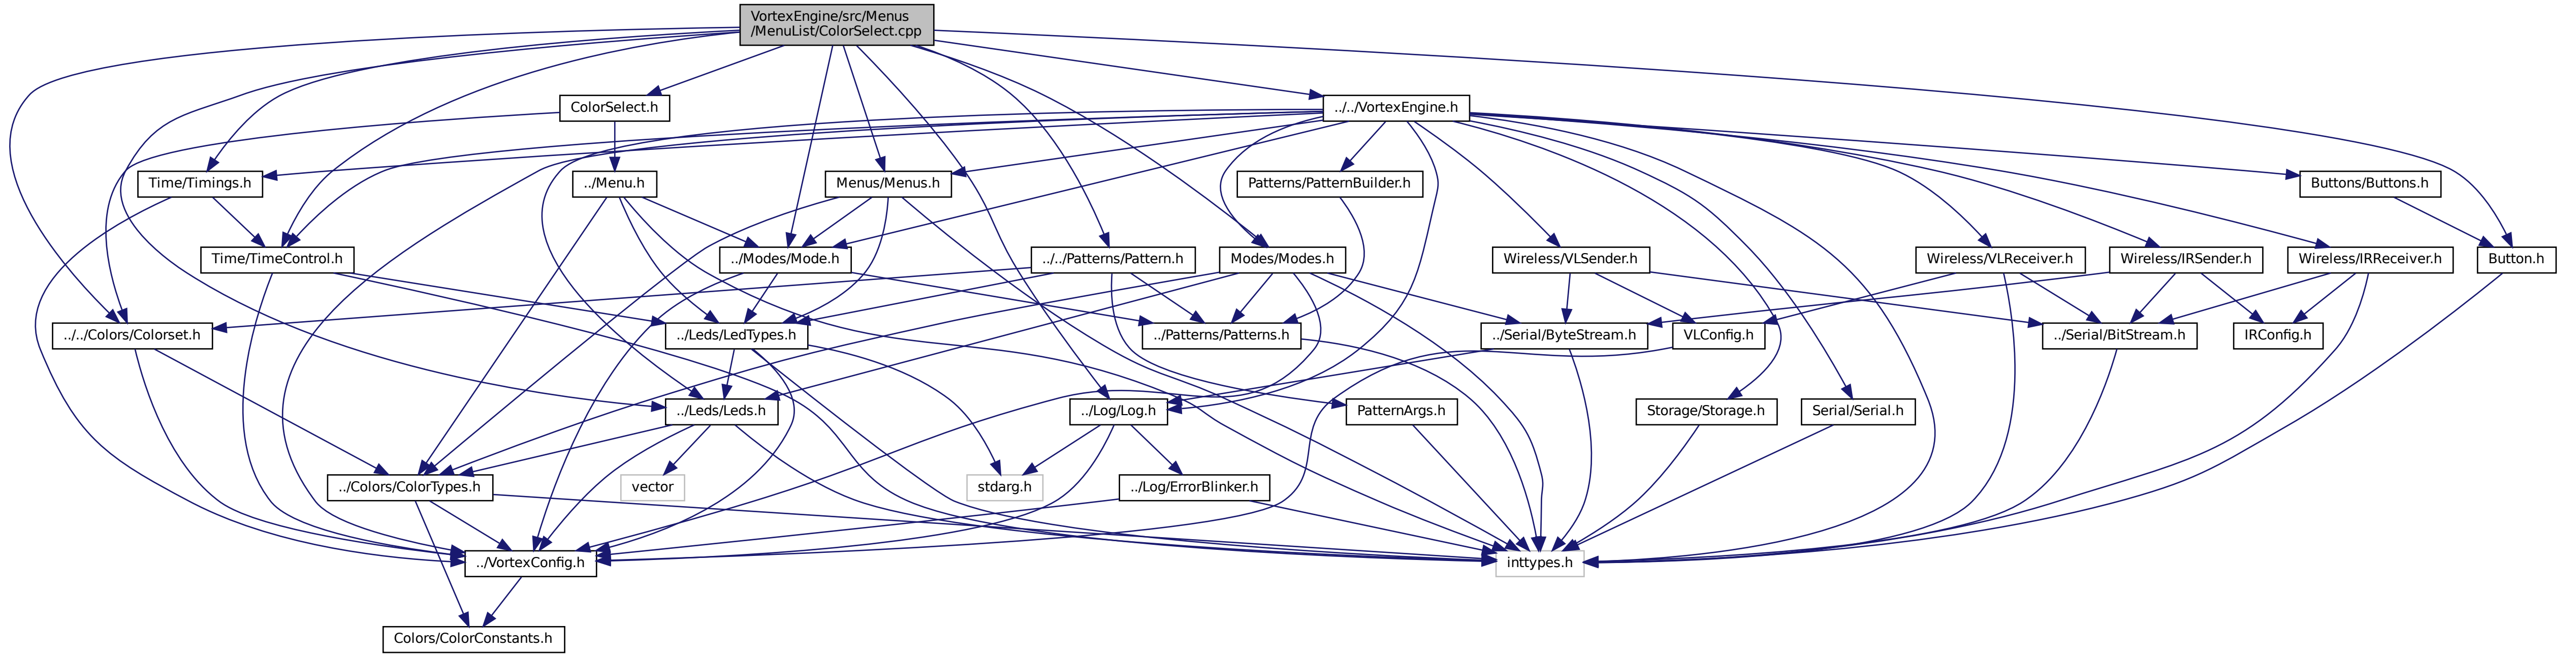 VortexEngine/src/Menus
/MenuList/ColorSelect.cpp
ColorSelect.h
../../VortexEngine.h
Time/Timings.h
../Menu.h
Menus/Menus.h
Patterns/PatternBuilder.h
Buttons/Buttons.h
Time/TimeControl.h
../Modes/Mode.h
../../Patterns/Pattern.h
Modes/Modes.h
Wireless/VLSender.h
Wireless/VLReceiver.h
Wireless/IRSender.h
Wireless/IRReceiver.h
Button.h
../../Colors/Colorset.h
../Leds/LedTypes.h
../Patterns/Patterns.h
../Serial/ByteStream.h
VLConfig.h
../Serial/BitStream.h
IRConfig.h
../Leds/Leds.h
../Log/Log.h
PatternArgs.h
Storage/Storage.h
Serial/Serial.h
../Colors/ColorTypes.h
vector
stdarg.h
../Log/ErrorBlinker.h
../VortexConfig.h
inttypes.h
Colors/ColorConstants.h